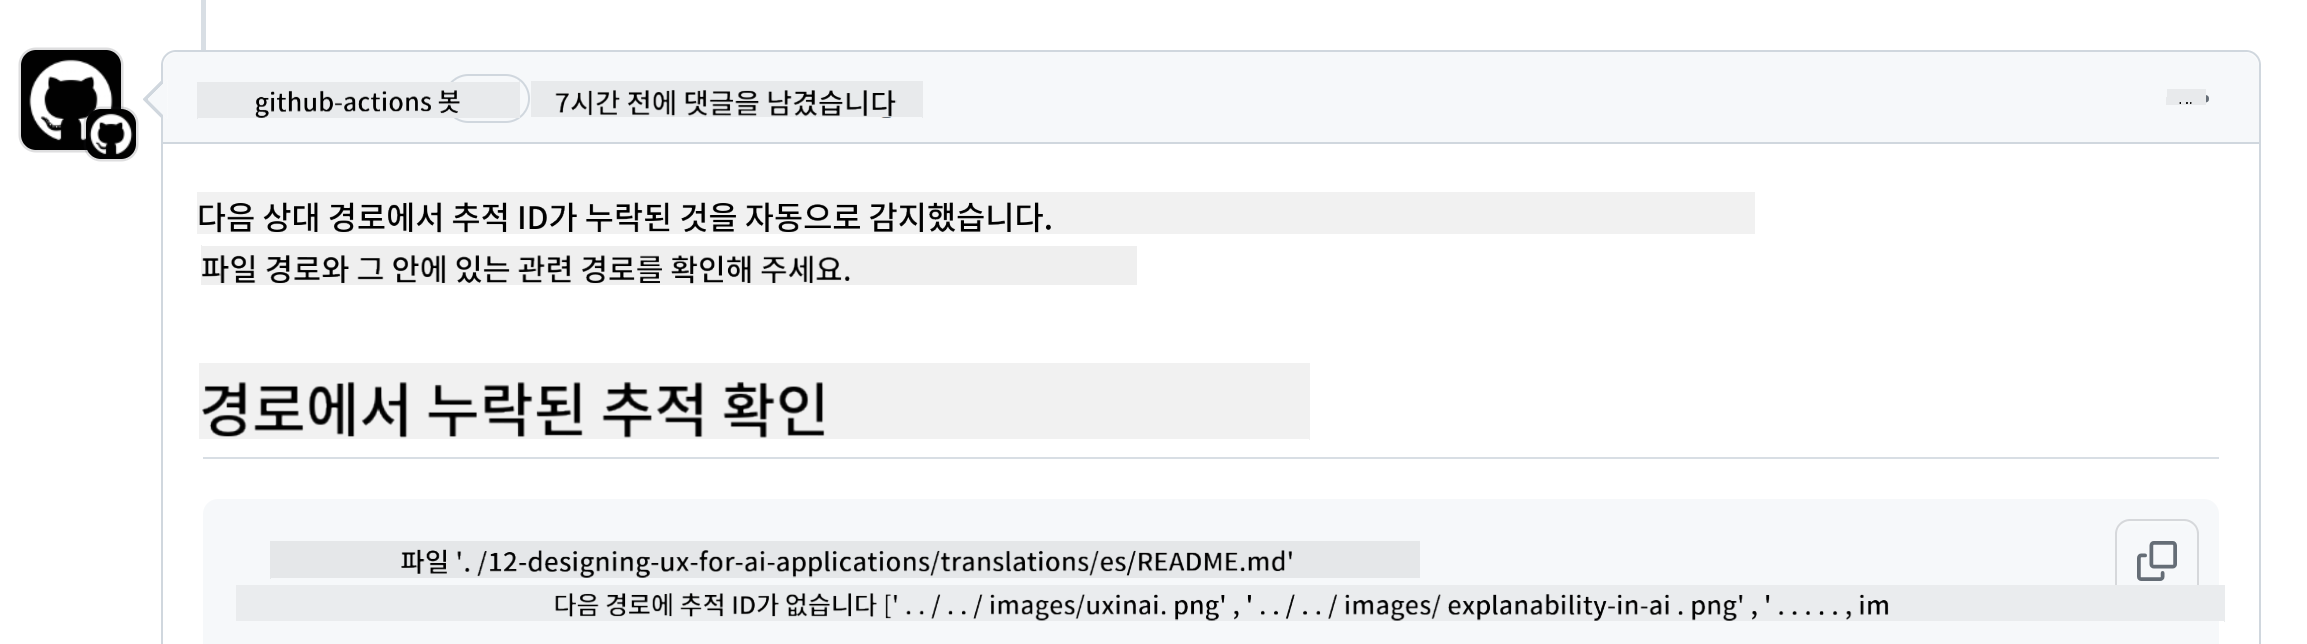 github-actions 봇 7시간 전에 댓글을 남겼습니다
다음 상대 경로에서 추적 ID가 누락된 것을 자동으로 감지했습니다.
파일 경로와 그 안에 있는 관련 경로를 확인해 주세요.
경로에서 누락된 추적 확인
파일 '. /12-designing-ux-for-ai-applications/translations/es/README.md'
다음 경로에 추적 ID가 없습니다 [' . . / . . / images/uxinai. png' , ' . . / . . / images/ explanability-in-ai . png' , ' . . . . . , im